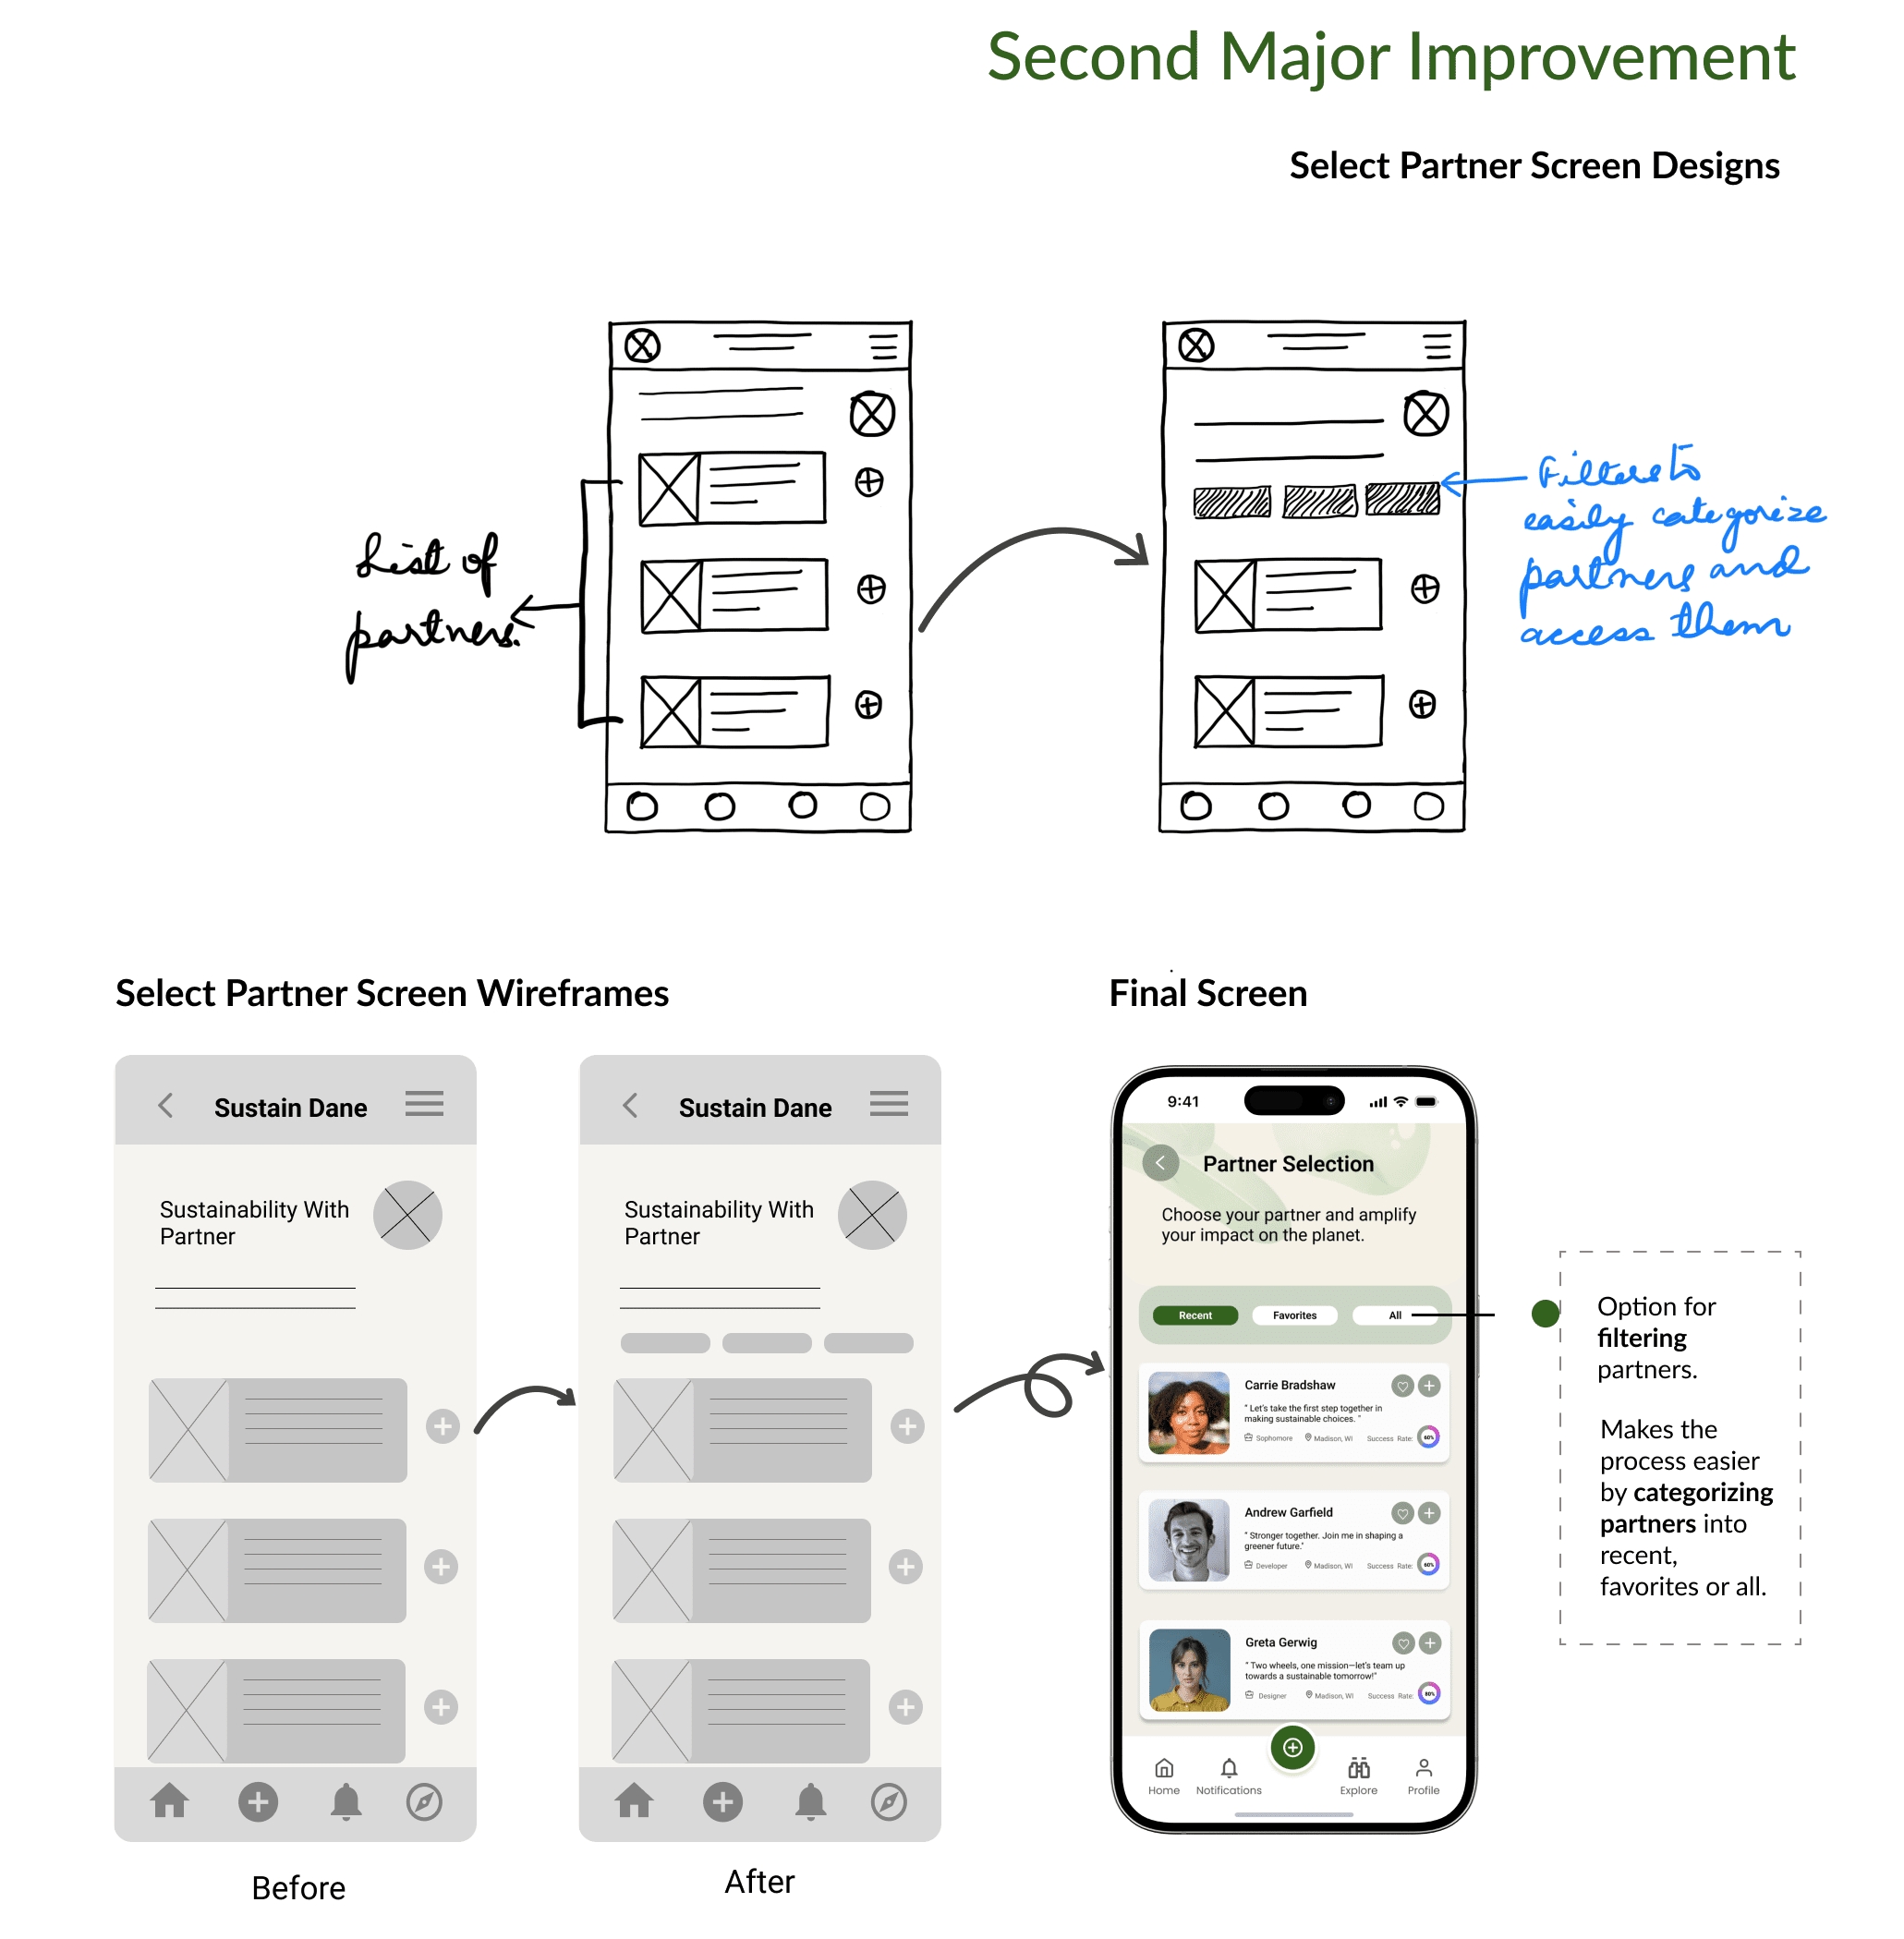 Second Major Improvement
Select Partner Screen Designs
List of
partners.
Filters to
easily categorize
partners and
access them
Select Partner Screen Wireframes
Sustain Dane
Sustainability With
Partner
Before
Sustain Dane
Sustainability With
Partner
After
Final Screen
9:41
Partner Selection
Choose your partner and amplify
your impact on the planet.
Recent Favorites All
Carrie Bradshaw
" Let's take the first step together in
making sustainable choices. "
Sophomore Madison, WI Success Rate: 60%
Andrew Garfield
" Stronger together. Join me in shaping a
greener future."
Developer Madison, WI Success Rate: 60%
Greta Gerwig
" Two wheels, one mission—let's team up
towards a sustainable tomorrow!"
Designer Madison, WI Success Rate: 80%
Home Notifications Explore Profile
Option for
filtering
partners.
Makes the
process easier
by categorizing
partners into
recent,
favorites or all.